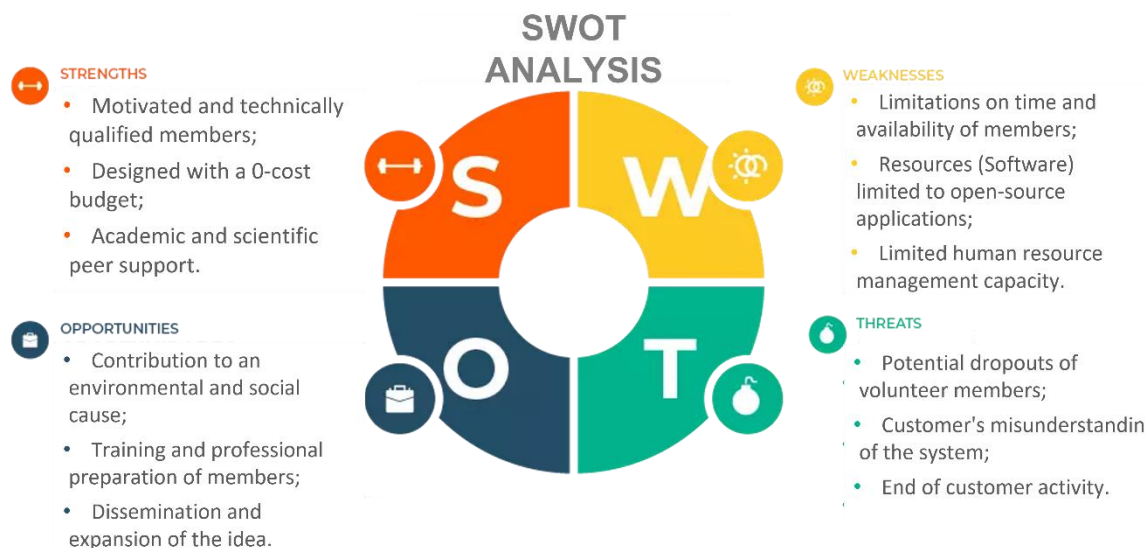 SWOT
ANALYSIS
STRENGTHS
• Motivated and technically
qualified members;
• Designed with a 0-cost
budget;
• Academic and scientific
peer support.
WEAKNESSES
• Limitations on time and
availability of members;
• Resources (Software)
limited to open-source
applications;
• Limited human resource
management capacity.
S
W
O
T
OPPORTUNITIES
• Contribution to an
environmental and social
cause;
• Training and professional
preparation of members;
• Dissemination and
expansion of the idea.
THREATS
• Potential dropouts of
volunteer members;
• Customer's misunderstandin
of the system;
• End of customer activity.